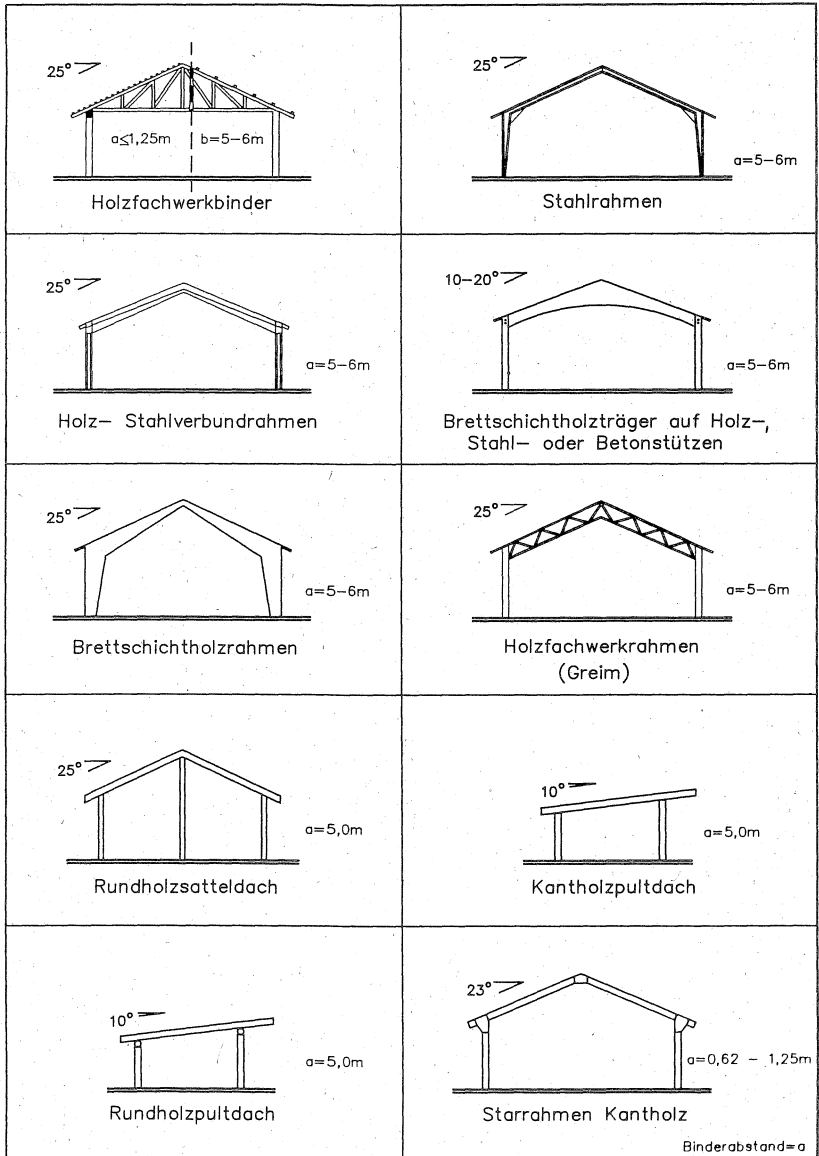 25°
a≤1,25m
b=5-6m
Holzfachwerkbinder
25°
a=5-6m
Stahlrahmen
25°
a=5-6m
Holz- Stahlverbundrahmen
10-20°
a=5-6m
Brettschichtholzträger auf Holz-,
Stahl- oder Betonstützen
25°
a=5-6m
Brettschichtholzrahmen
25°
a=5-6m
Holzfachwerkrahmen
(Greim)
25°
a=5,0m
Rundholzsatteldach
10°
a=5,0m
Kantholzpultdach
10°
a=5,0m
Rundholzpultdach
23°
a=0,62 - 1,25m
Starrahmen Kantholz
Binderabstand=a